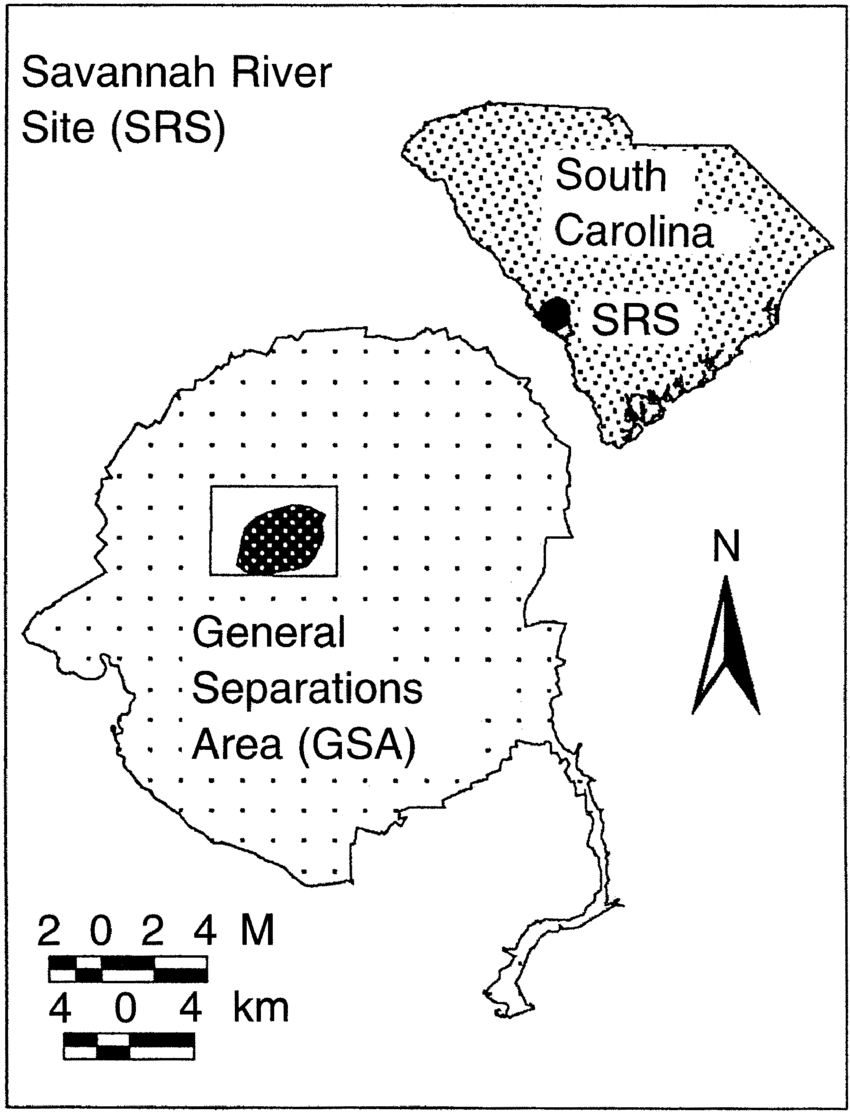 Savannah River
Site (SRS)
South
Carolina
SRS
N
General
Separations
Area (GSA)
2 0 2 4 M
4 0 4 km